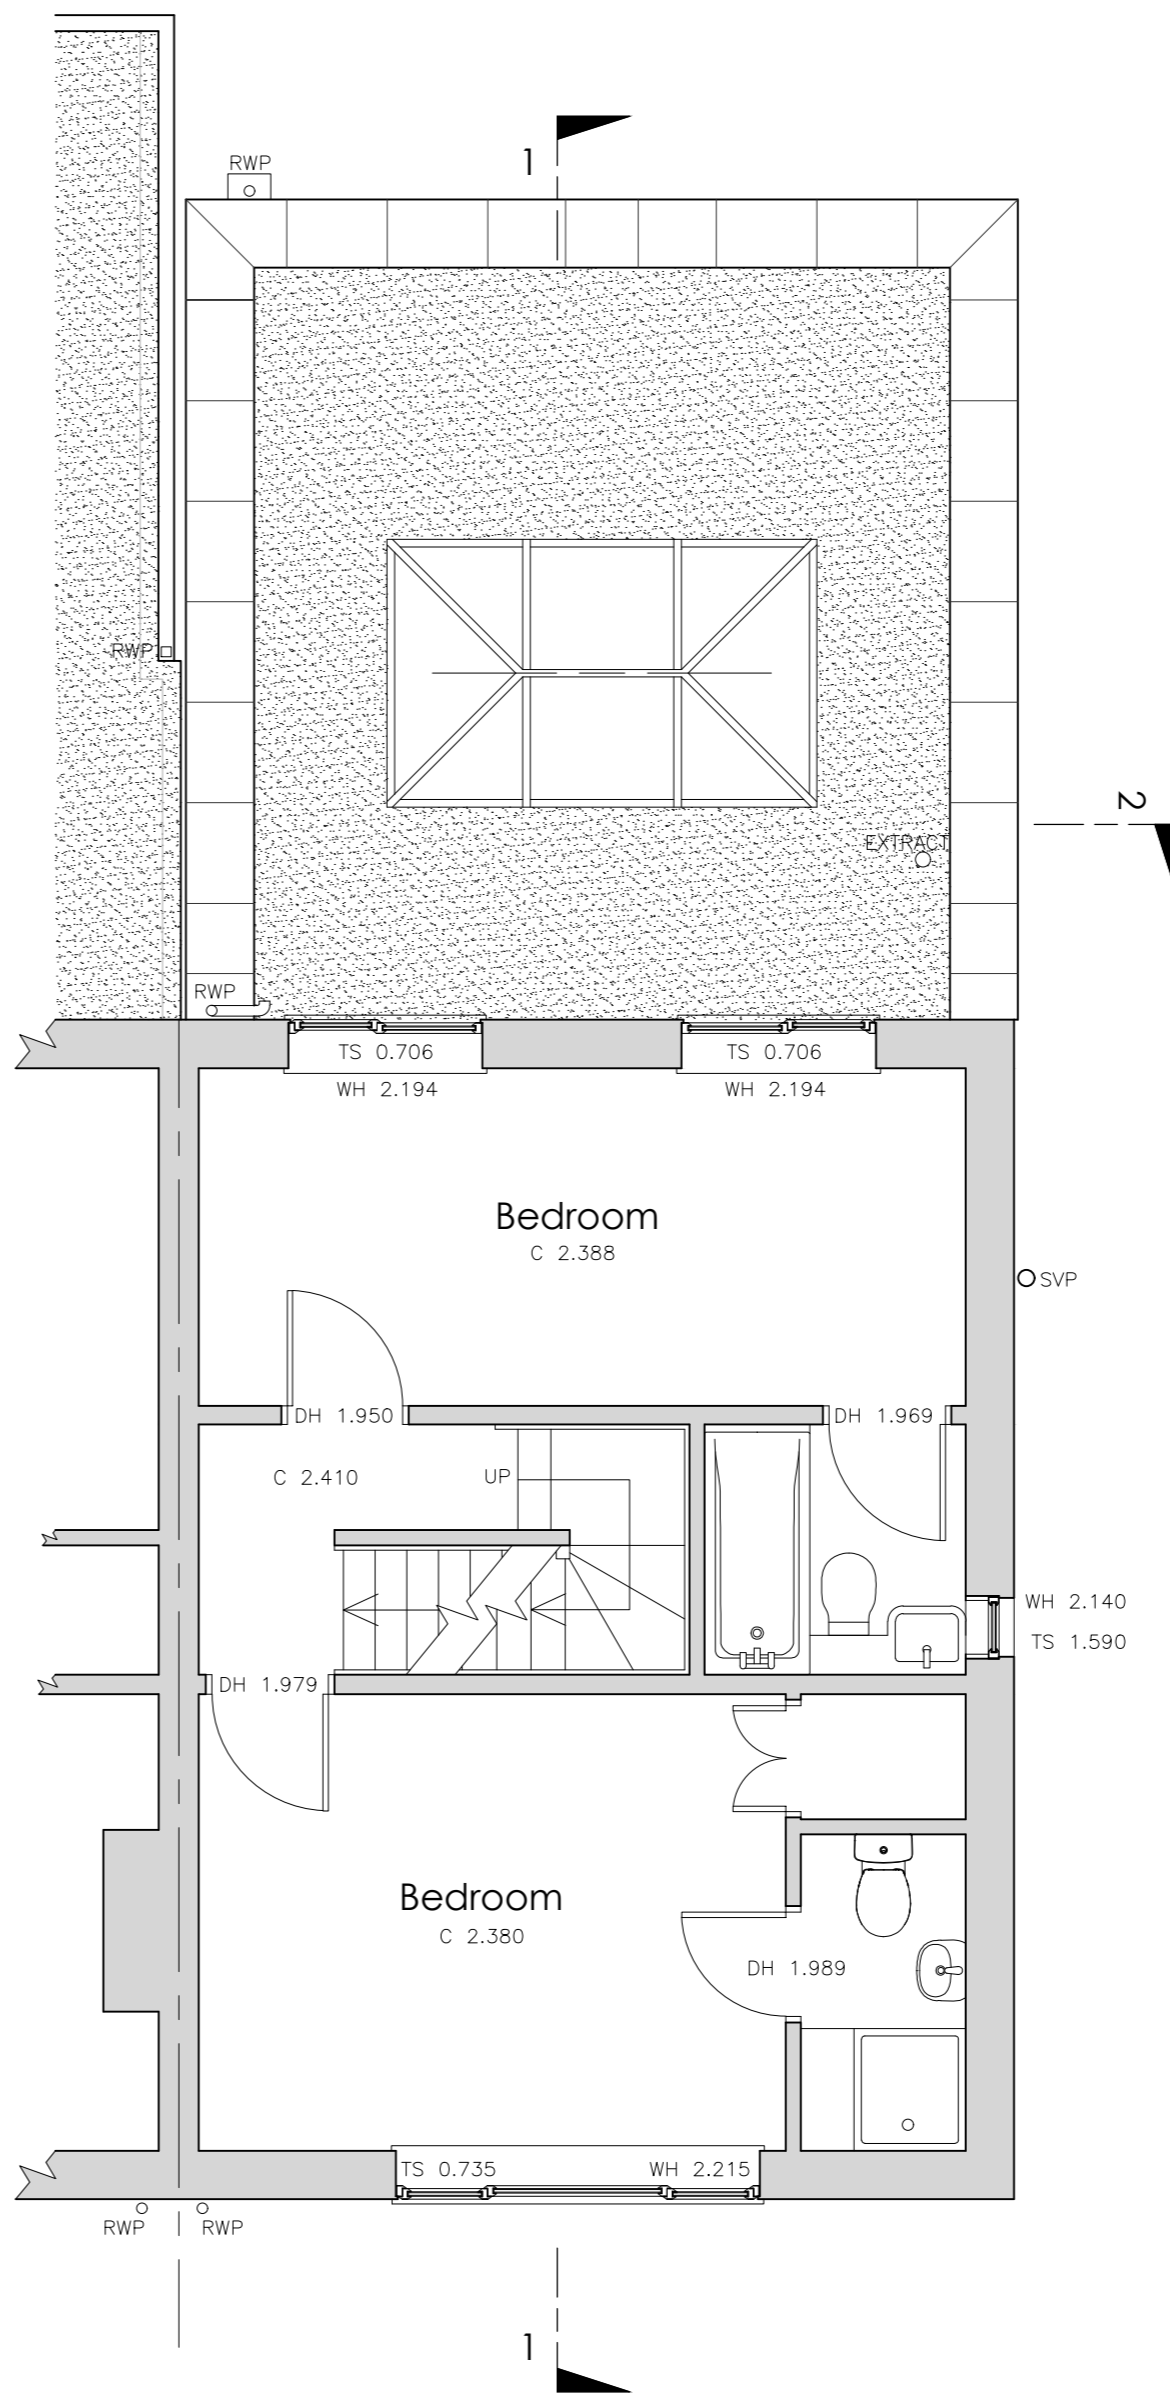 RWP
1
RWP
2
EXTRACT
RWP
TS 0.706
TS 0.706
WH 2.194
WH 2.194
Bedroom
C 2.388
SVP
DH 1.950
DH 1.969
C 2.410
UP
WH 2.140
TS 1.590
DH 1.979
Bedroom
C 2.380
DH 1.989
TS 0.735
WH 2.215
RWP
RWP
1